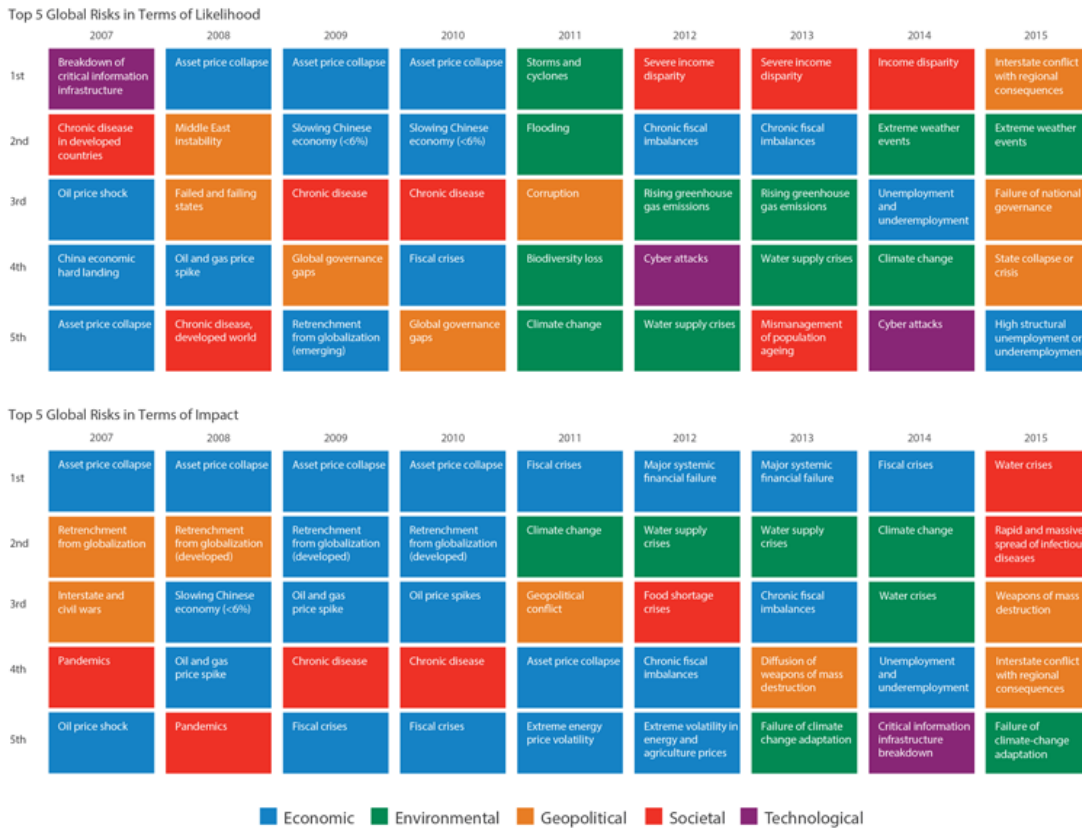 Top 5 Global Risks in Terms of Likelihood
2007 2008 2009 2010 2011 2012 2013 2014 2015
1st
Breakdown of
critical information
infrastructure
Asset price collapse
Asset price collapse
Asset price collapse
Storms and
cyclones
Severe income
disparity
Severe income
disparity
Income disparity
Interstate conflict
with regional
consequences
2nd
Chronic disease
in developed
countries
Middle East
instability
Slowing Chinese
economy (<6%)
Slowing Chinese
economy (<6%)
Flooding
Chronic fiscal
imbalances
Chronic fiscal
imbalances
Extreme weather
events
Extreme weather
events
3rd
Oil price shock
Failed and failing
states
Chronic disease
Chronic disease
Corruption
Rising greenhouse
gas emissions
Rising greenhouse
gas emissions
Unemployment
and
underemployment
Failure of national
governance
4th
China economic
hard landing
Oil and gas price
spike
Global governance
gaps
Fiscal crises
Biodiversity loss
Cyber attacks
Water supply crises
Climate change
State collapse or
crisis
5th
Asset price collapse
Chronic disease,
developed world
Retrenchment
from globalization
(emerging)
Global governance
gaps
Climate change
Water supply crises
Mismanagement
of population
ageing
Cyber attacks
High structural
unemployment or
underemployment
Top 5 Global Risks in Terms of Impact
2007 2008 2009 2010 2011 2012 2013 2014 2015
1st
Asset price collapse
Asset price collapse
Asset price collapse
Asset price collapse
Fiscal crises
Major systemic
financial failure
Major systemic
financial failure
Fiscal crises
Water crises
2nd
Retrenchment
from globalization
Retrenchment
from globalization
(developed)
Retrenchment
from globalization
(developed)
Retrenchment
from globalization
(developed)
Climate change
Water supply
crises
Water supply
crises
Climate change
Rapid and massive
spread of infectious
diseases
3rd
Interstate and
civil wars
Slowing Chinese
economy (<6%)
Oil and gas
price spike
Oil price spikes
Geopolitical
conflict
Food shortage
crises
Chronic fiscal
imbalances
Water crises
Weapons of mass
destruction
4th
Pandemics
Oil and gas
price spike
Chronic disease
Chronic disease
Asset price collapse
Chronic fiscal
imbalances
Diffusion of
weapons of mass
destruction
Unemployment
and
underemployment
Interstate conflict
with regional
consequences
5th
Oil price shock
Pandemics
Fiscal crises
Fiscal crises
Extreme energy
price volatility
Extreme volatility in
energy and
agriculture prices
Failure of climate
change adaptation
Critical information
infrastructure
breakdown
Failure of
climate-change
adaptation
Economic Environmental Geopolitical Societal Technological